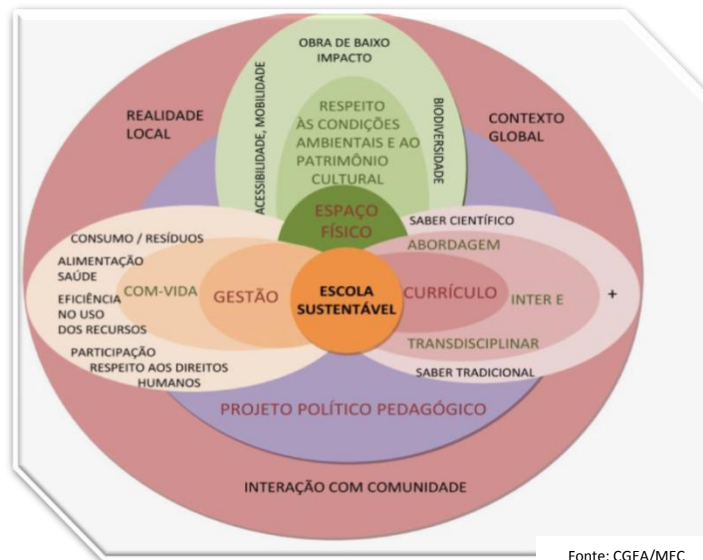 OBRA DE BAIXO
IMPACTO
ACESSIBILIDADE, MOBILIDADE
BIODIVERSIDADE
RESPEITO
ÀS CONDIÇÕES
AMBIENTAIS E AO
PATRIMÔNIO
CULTURAL
REALIDADE
LOCAL
CONTEXTO
GLOBAL
ESPAÇO
FÍSICO
CONSUMO / RESÍDUOS
ALIMENTAÇÃO
SAÚDE
EFICIÊNCIA
NO USO
DOS RECURSOS
PARTICIPAÇÃO
RESPEITO AOS DIREITOS
HUMANOS
COM-VIDA
GESTÃO
ESCOLA
SUSTENTÁVEL
CURRÍCULO
SABER CIENTÍFICO
ABORDAGEM
INTER E
+
TRANSDISCIPLINAR
SABER TRADICIONAL
PROJETO POLÍTICO PEDAGÓGICO
INTERAÇÃO COM COMUNIDADE
Fonte: CGEA/MEC